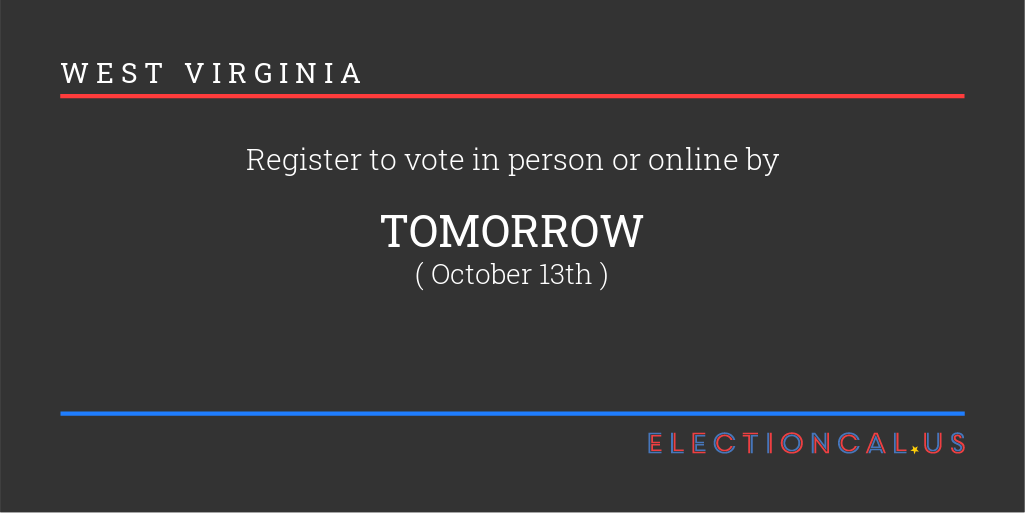 WEST VIRGINIA
Register to vote in person or online by
TOMORROW
( October 13th )
ELECTIONCAL.US